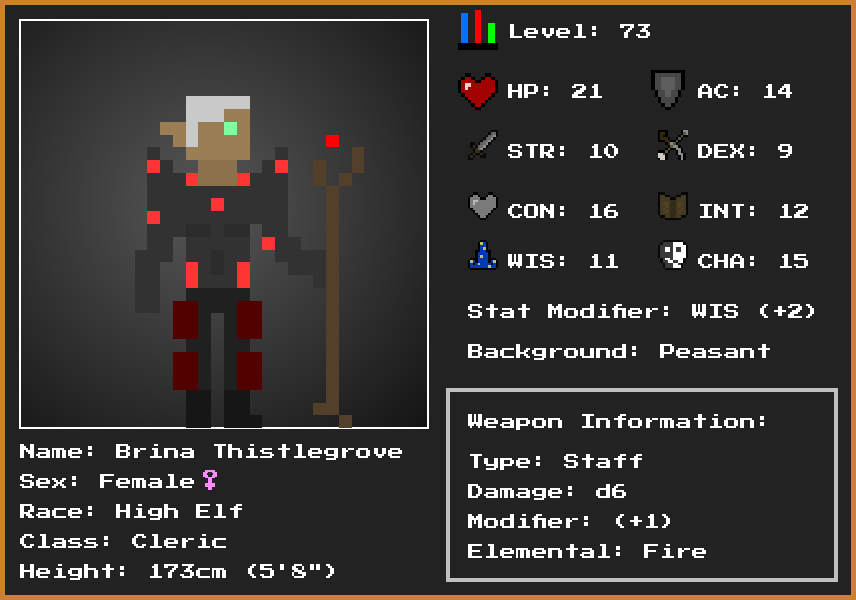 Level: 73
HP: 21
AC: 14
STR: 10
DEX: 9
CON: 16
INT: 12
WIS: 11
CHA: 15
Stat Modifier: WIS (+2)
Background: Peasant
Weapon Information:
Type: Staff
Damage: d6
Modifier: (+1)
Elemental: Fire
Name: Brina Thistlegrove
Sex: Female♀
Race: High Elf
Class: Cleric
Height: 173cm (5'8")